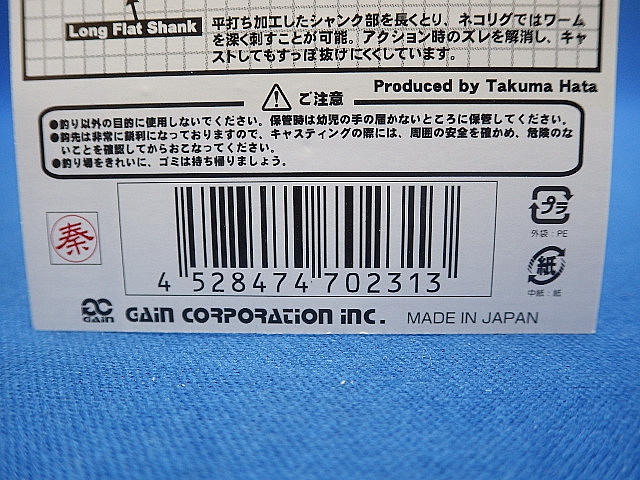 Long Flat Shank
平打ち加工したシャンク部を長くとり、ネコリグではワーム
を深く刺すことが可能。アクション時のズレを解消し、キャ
ストしてもすっぽ抜けにくくしています。
Produced by Takuma Hata
ご注意
●釣り以外の目的に使用しないでください。保管時は幼児の手の届かないところに保管してください。
●鈎先は非常に鋭利になっておりますので、キャスティングの際には、周囲の安全を確かめ、危険のな
いことを確認してからおこなってください。
●釣り場をきれいに、ゴミは持ち帰りましょう。
秦
4 528474 702313
プラ
外袋:PE
紙
中紙:紙
GAIN
GAIN CORPORATION INC.
MADE IN JAPAN